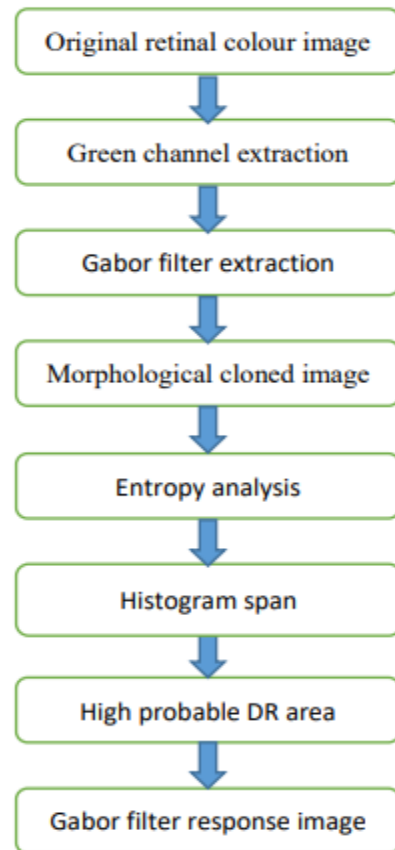 Original retinal colour image
Green channel extraction
Gabor filter extraction
Morphological cloned image
Entropy analysis
Histogram span
High probable DR area
Gabor filter response image